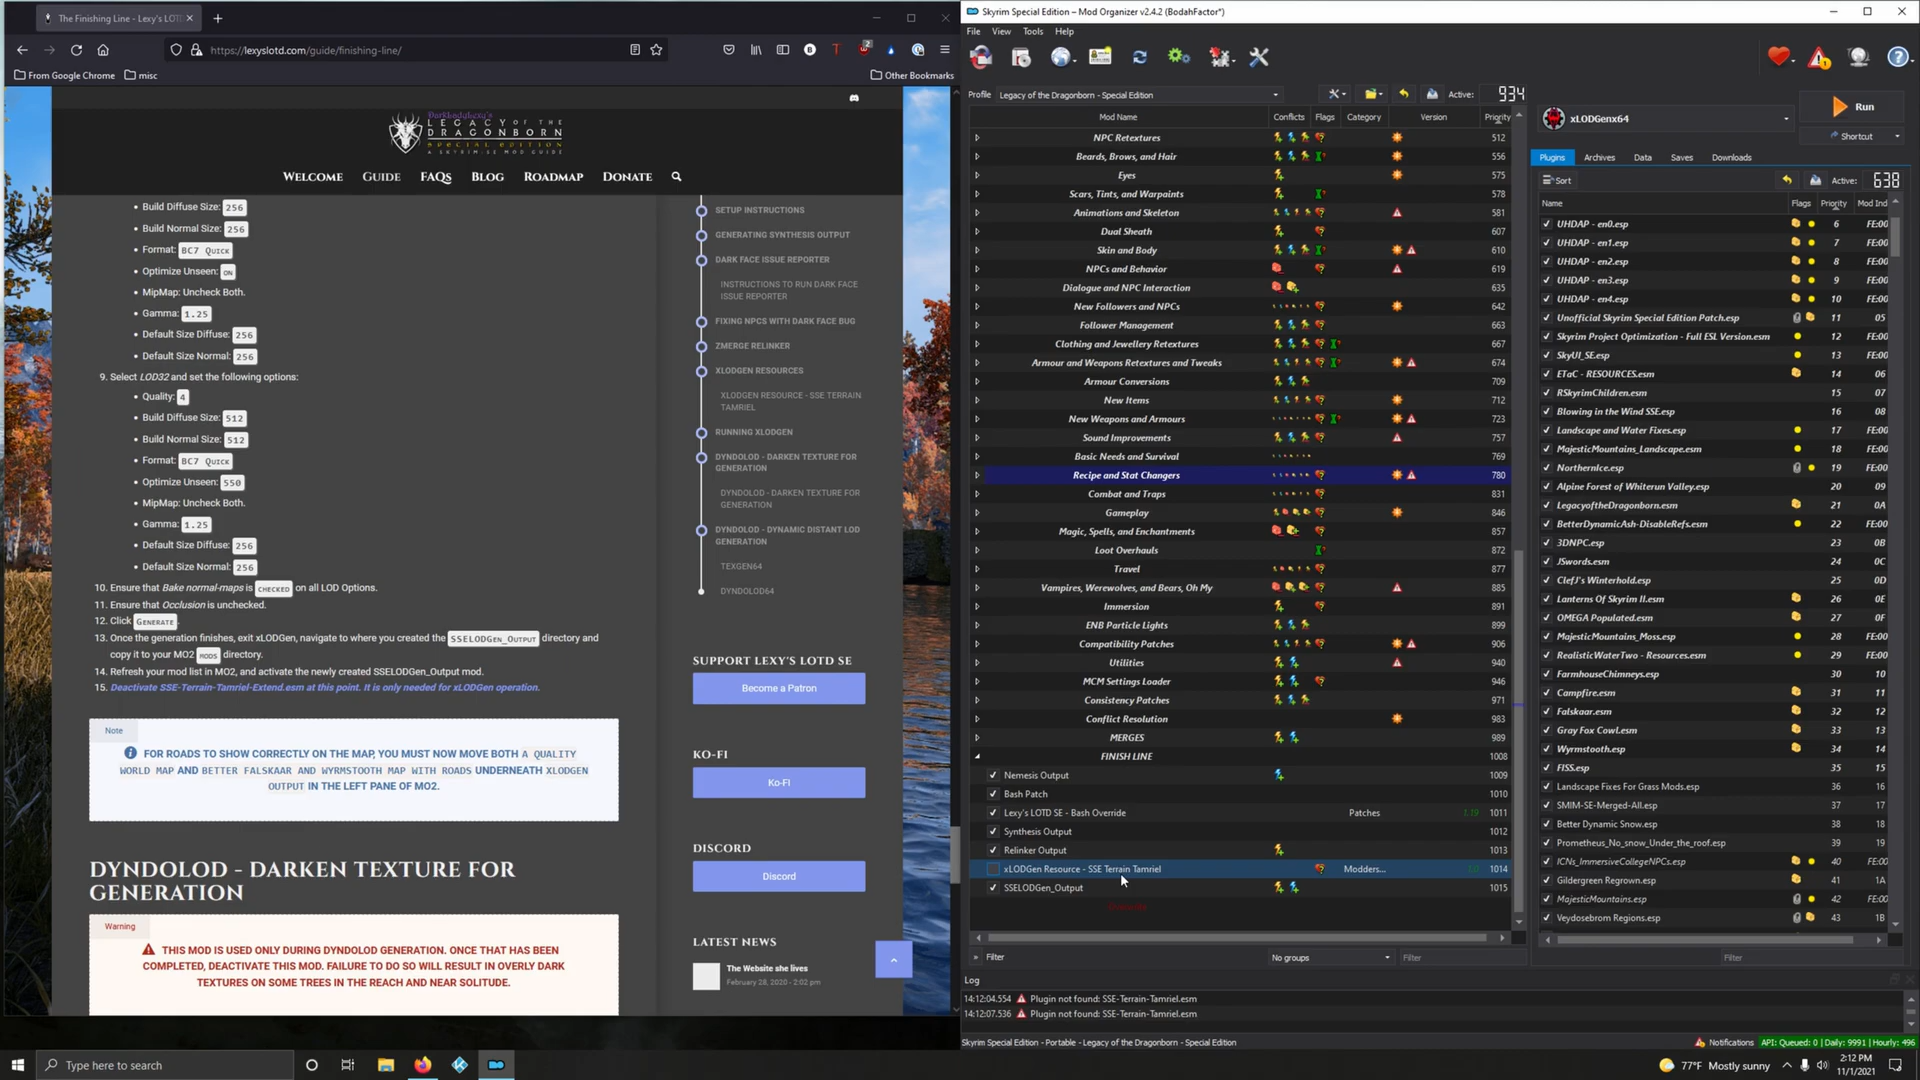 The Finishing Line - Lexy's LOTD
https://lexyslotd.com/guide/finishing-line/
From Google Chrome
misc
Other Bookmarks
DarkLadyLexy's
LEGACY OF THE
DRAGONBORN
SPECIAL EDITION
A SKYRIM SE MOD GUIDE
WELCOME
GUIDE
FAQS
BLOG
ROADMAP
DONATE
Build Diffuse Size: 256
Build Normal Size: 256
Format: BC7 QUICK
Optimize Unseen: ON
MipMap: Uncheck Both.
Gamma: 1.25
Default Size Diffuse: 256
Default Size Normal: 256
9. Select LOD32 and set the following options:
Quality: 4
Build Diffuse Size: 512
Build Normal Size: 512
Format: BC7 QUICK
Optimize Unseen: 550
MipMap: Uncheck Both.
Gamma: 1.25
Default Size Diffuse: 256
Default Size Normal: 256
10. Ensure that Bake normal-maps is CHECKED on all LOD Options.
11. Ensure that Occlusion is unchecked.
12. Click GENERATE.
13. Once the generation finishes, exit xLODGen, navigate to where you created the SSELODGEN_OUTPUT directory and
copy it to your MO2 MODS directory.
14. Refresh your mod list in MO2, and activate the newly created SSELODGen_Output mod.
15. Deactivate SSE-Terrain-Tamriel-Extend.esm at this point. It is only needed for xLODGen operation.
Note
FOR ROADS TO SHOW CORRECTLY ON THE MAP, YOU MUST NOW MOVE BOTH A QUALITY
WORLD MAP AND BETTER FALSKAAR AND WYRMSTOOTH MAP WITH ROADS UNDERNEATH XLODGEN
OUTPUT IN THE LEFT PANE OF MO2.
DYNDOLOD - DARKEN TEXTURE FOR
GENERATION
Warning
THIS MOD IS USED ONLY DURING DYNDOLOD GENERATION. ONCE THAT HAS BEEN
COMPLETED, DEACTIVATE THIS MOD. FAILURE TO DO SO WILL RESULT IN OVERLY DARK
TEXTURES ON SOME TREES IN THE REACH AND NEAR SOLITUDE.
SETUP INSTRUCTIONS
GENERATING SYNTHESIS OUTPUT
DARK FACE ISSUE REPORTER
INSTRUCTIONS TO RUN DARK FACE
ISSUE REPORTER
FIXING NPCS WITH DARK FACE BUG
ZMERGE RELINKER
XLODGEN RESOURCES
XLODGEN RESOURCE - SSE TERRAIN
TAMRIEL
RUNNING XLODGEN
DYNDOLOD - DARKEN TEXTURE FOR
GENERATION
DYNDOLOD - DARKEN TEXTURE FOR
GENERATION
DYNDOLOD - DYNAMIC DISTANT LOD
GENERATION
TEXGEN64
DYNDOLOD64
SUPPORT LEXY'S LOTD SE
Become a Patron
KO-FI
Ko-FI
DISCORD
Discord
LATEST NEWS
The Website she lives
February 28, 2020 - 2:02 pm
Skyrim Special Edition – Mod Organizer v2.4.2 (BodahFactor*)
File View Tools Help
Profile Legacy of the Dragonborn - Special Edition Active: 934
Mod Name Conflicts Flags Category Version Priority
NPC Retextures 512
Beards, Brows, and Hair 556
Eyes 575
Scars, Tints, and Warpaints 578
Animations and Skeleton 581
Dual Sheath 607
Skin and Body 610
NPCs and Behavior 619
Dialogue and NPC Interaction 635
New Followers and NPCs 642
Follower Management 663
Clothing and Jewellery Retextures 667
Armour and Weapons Retextures and Tweaks 674
Armour Conversions 709
New Items 712
New Weapons and Armours 723
Sound Improvements 757
Basic Needs and Survival 769
Recipe and Stat Changers 780
Combat and Traps 831
Gameplay 846
Magic, Spells, and Enchantments 857
Loot Overhauls 872
Travel 877
Vampires, Werewolves, and Bears, Oh My 885
Immersion 891
ENB Particle Lights 899
Compatibility Patches 906
Utilities 940
MCM Settings Loader 946
Consistency Patches 971
Conflict Resolution 983
MERGES 989
FINISH LINE 1008
Nemesis Output 1009
Bash Patch 1010
Lexy's LOTD SE - Bash Override Patches 1.19 1011
Synthesis Output 1012
Relinker Output 1013
xLODGen Resource - SSE Terrain Tamriel Modders... 1014
SSELODGen_Output 1015
Filter No groups Filter
xLODGenx64
Run
Shortcut
Plugins Archives Data Saves Downloads
Sort Active: 638
Name Flags Priority Mod Ind
UHDAP - en0.esp 6 FE:00
UHDAP - en1.esp 7 FE:00
UHDAP - en2.esp 8 FE:00
UHDAP - en3.esp 9 FE:00
UHDAP - en4.esp 10 FE:00
Unofficial Skyrim Special Edition Patch.esp 11 05
Skyrim Project Optimization - Full ESL Version.esm 12 FE:00
SkyUI_SE.esp 13 FE:00
ETaC - RESOURCES.esm 14 06
RSkyrimChildren.esm 15 07
Blowing in the Wind SSE.esp 16 08
Landscape and Water Fixes.esp 17 FE:00
MajesticMountains_Landscape.esm 18 FE:00
NorthernIce.esp 19 FE:00
Alpine Forest of Whiterun Valley.esp 20 09
LegacyoftheDragonborn.esm 21 0A
BetterDynamicAsh-DisableRefs.esm 22 FE:00
3DNPC.esp 23 0B
JSwords.esm 24 0C
ClefJ's Winterhold.esp 25 0D
Lanterns Of Skyrim II.esm 26 0E
OMEGA Populated.esm 27 0F
MajesticMountains_Moss.esp 28 FE:00
RealisticWaterTwo - Resources.esm 29 FE:00
FarmhouseChimneys.esp 30 10
Campfire.esm 31 11
Falskaar.esm 32 12
Gray Fox Cowl.esm 33 13
Wyrmstooth.esp 34 14
FISS.esp 35 15
Landscape Fixes For Grass Mods.esp 36 16
SMIM-SE-Merged-All.esp 37 17
Better Dynamic Snow.esp 38 18
Prometheus_No_snow_Under_the_roof.esp 39 19
ICNs_ImmersiveCollegeNPCs.esp 40 FE:00
Gildergreen Regrown.esp 41 1A
MajesticMountains.esp 42 FE:00
Veydosebrom Regions.esp 43 1B
Filter
Log
14:12:04.554 Plugin not found: SSE-Terrain-Tamriel.esm
14:12:07.536 Plugin not found: SSE-Terrain-Tamriel.esm
Skyrim Special Edition - Portable - Legacy of the Dragonborn - Special Edition
Notifications API: Queued: 0 | Daily: 9991 | Hourly: 496
Type here to search
77°F Mostly sunny
2:12 PM
11/1/2021